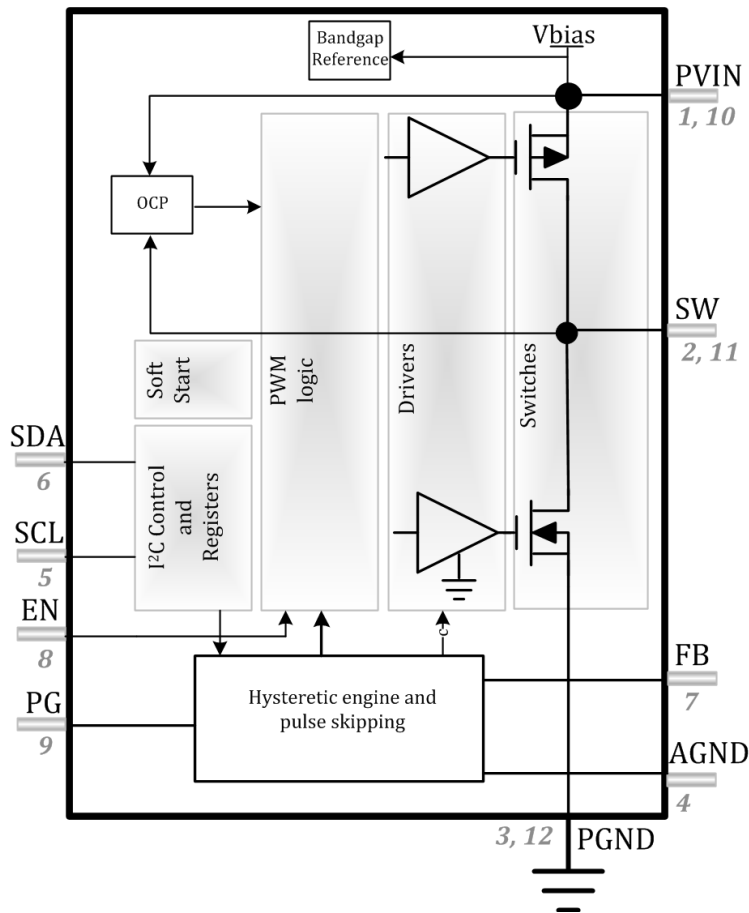 Bandgap
Reference
Vbias
PVIN
1, 10
OCP
SW
2, 11
Soft
Start
PWM
logic
Drivers
Switches
SDA
6
I²C Control
and
Registers
SCL
5
EN
8
c
FB
7
Hysteretic engine and
pulse skipping
PG
9
AGND
4
3, 12
PGND